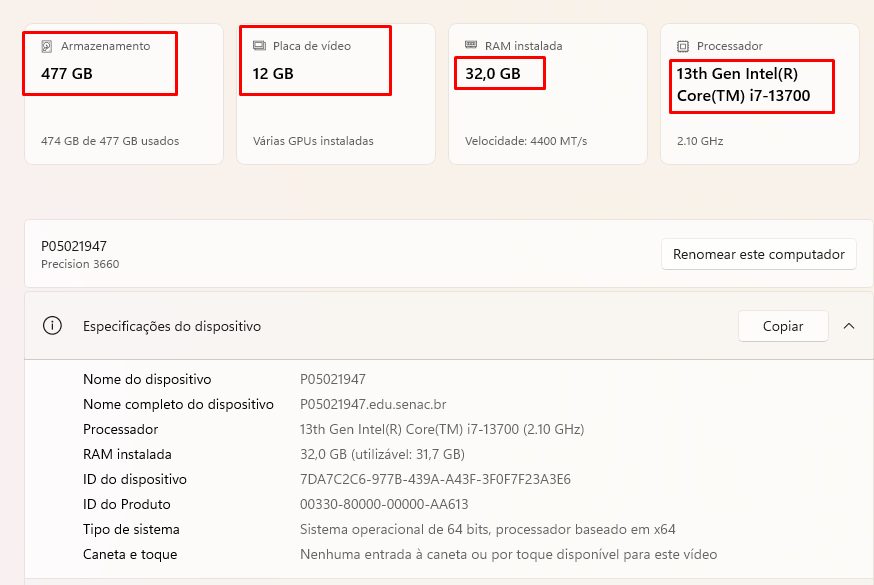 Armazenamento
477 GB
474 GB de 477 GB usados
Placa de vídeo
12 GB
Várias GPUs instaladas
RAM instalada
32,0 GB
Velocidade: 4400 MT/s
Processador
13th Gen Intel(R)
Core(TM) i7-13700
2.10 GHz
P05021947
Precision 3660
Renomear este computador
Especificações do dispositivo
Copiar
Nome do dispositivo P05021947
Nome completo do dispositivo P05021947.edu.senac.br
Processador 13th Gen Intel(R) Core(TM) i7-13700 (2.10 GHz)
RAM instalada 32,0 GB (utilizável: 31,7 GB)
ID do dispositivo 7DA7C2C6-977B-439A-A43F-3F0F7F23A3E6
ID do Produto 00330-80000-00000-AA613
Tipo de sistema Sistema operacional de 64 bits, processador baseado em x64
Caneta e toque Nenhuma entrada à caneta ou por toque disponível para este vídeo